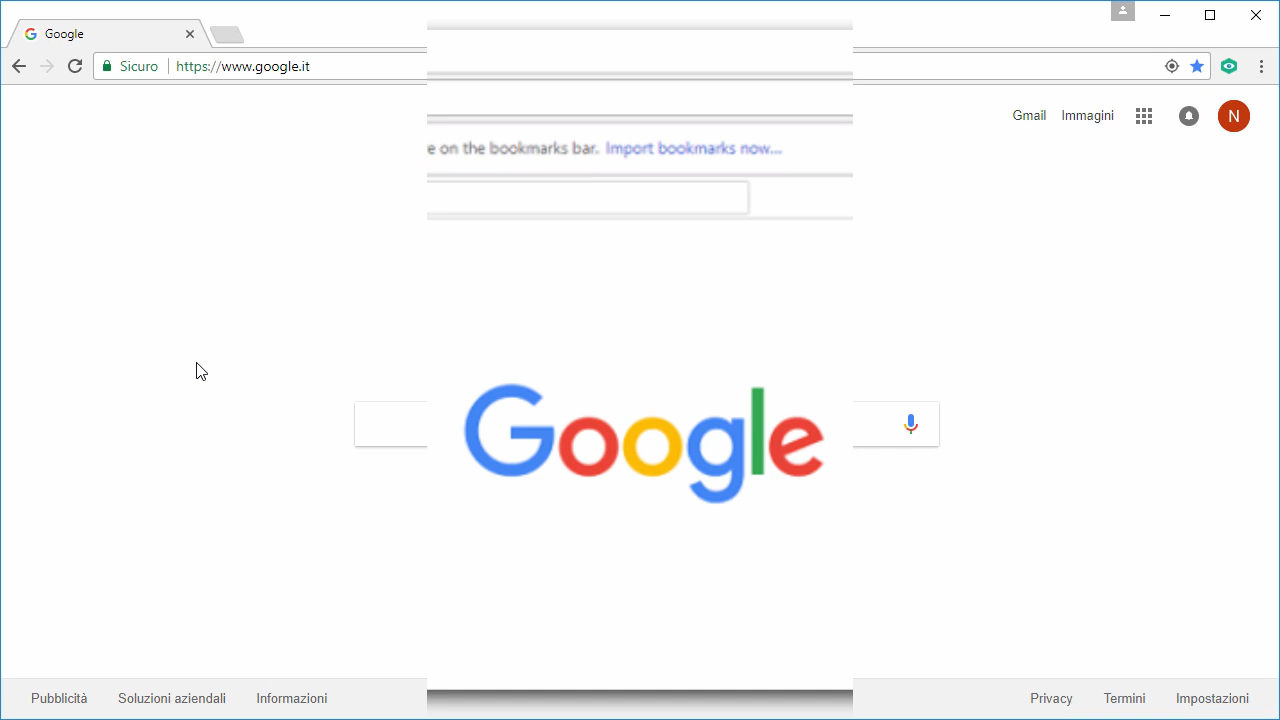 Google
Sicuro
https://www.google.it
Gmail Immagini
N
e on the bookmarks bar. Import bookmarks now...
Google
Pubblicità Soluzioni aziendali Informazioni
Privacy Termini Impostazioni